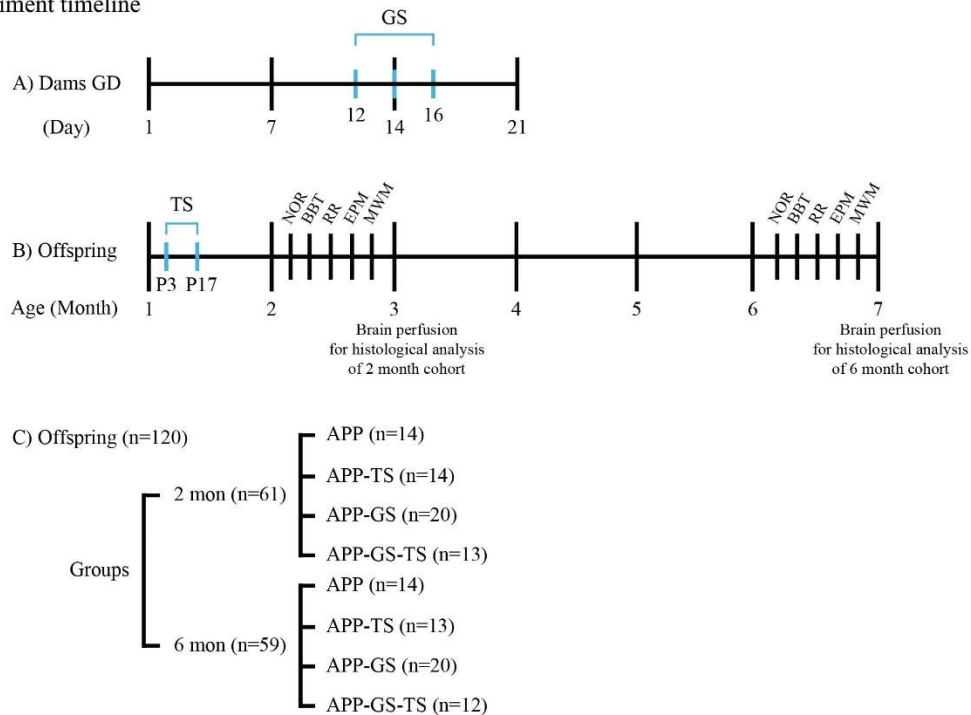 iment timeline
GS
A) Dams GD
12 16
(Day) 1 7 14 21
TS
NOR BBT RR EPM MWM NOR BBT RR EPM MWM
B) Offspring
P3 P17
Age (Month) 1 2 3 4 5 6 7
Brain perfusion Brain perfusion
for histological analysis for histological analysis
of 2 month cohort of 6 month cohort
C) Offspring (n=120)
APP (n=14)
APP-TS (n=14)
2 mon (n=61)
APP-GS (n=20)
APP-GS-TS (n=13)
Groups
APP (n=14)
APP-TS (n=13)
6 mon (n=59)
APP-GS (n=20)
APP-GS-TS (n=12)